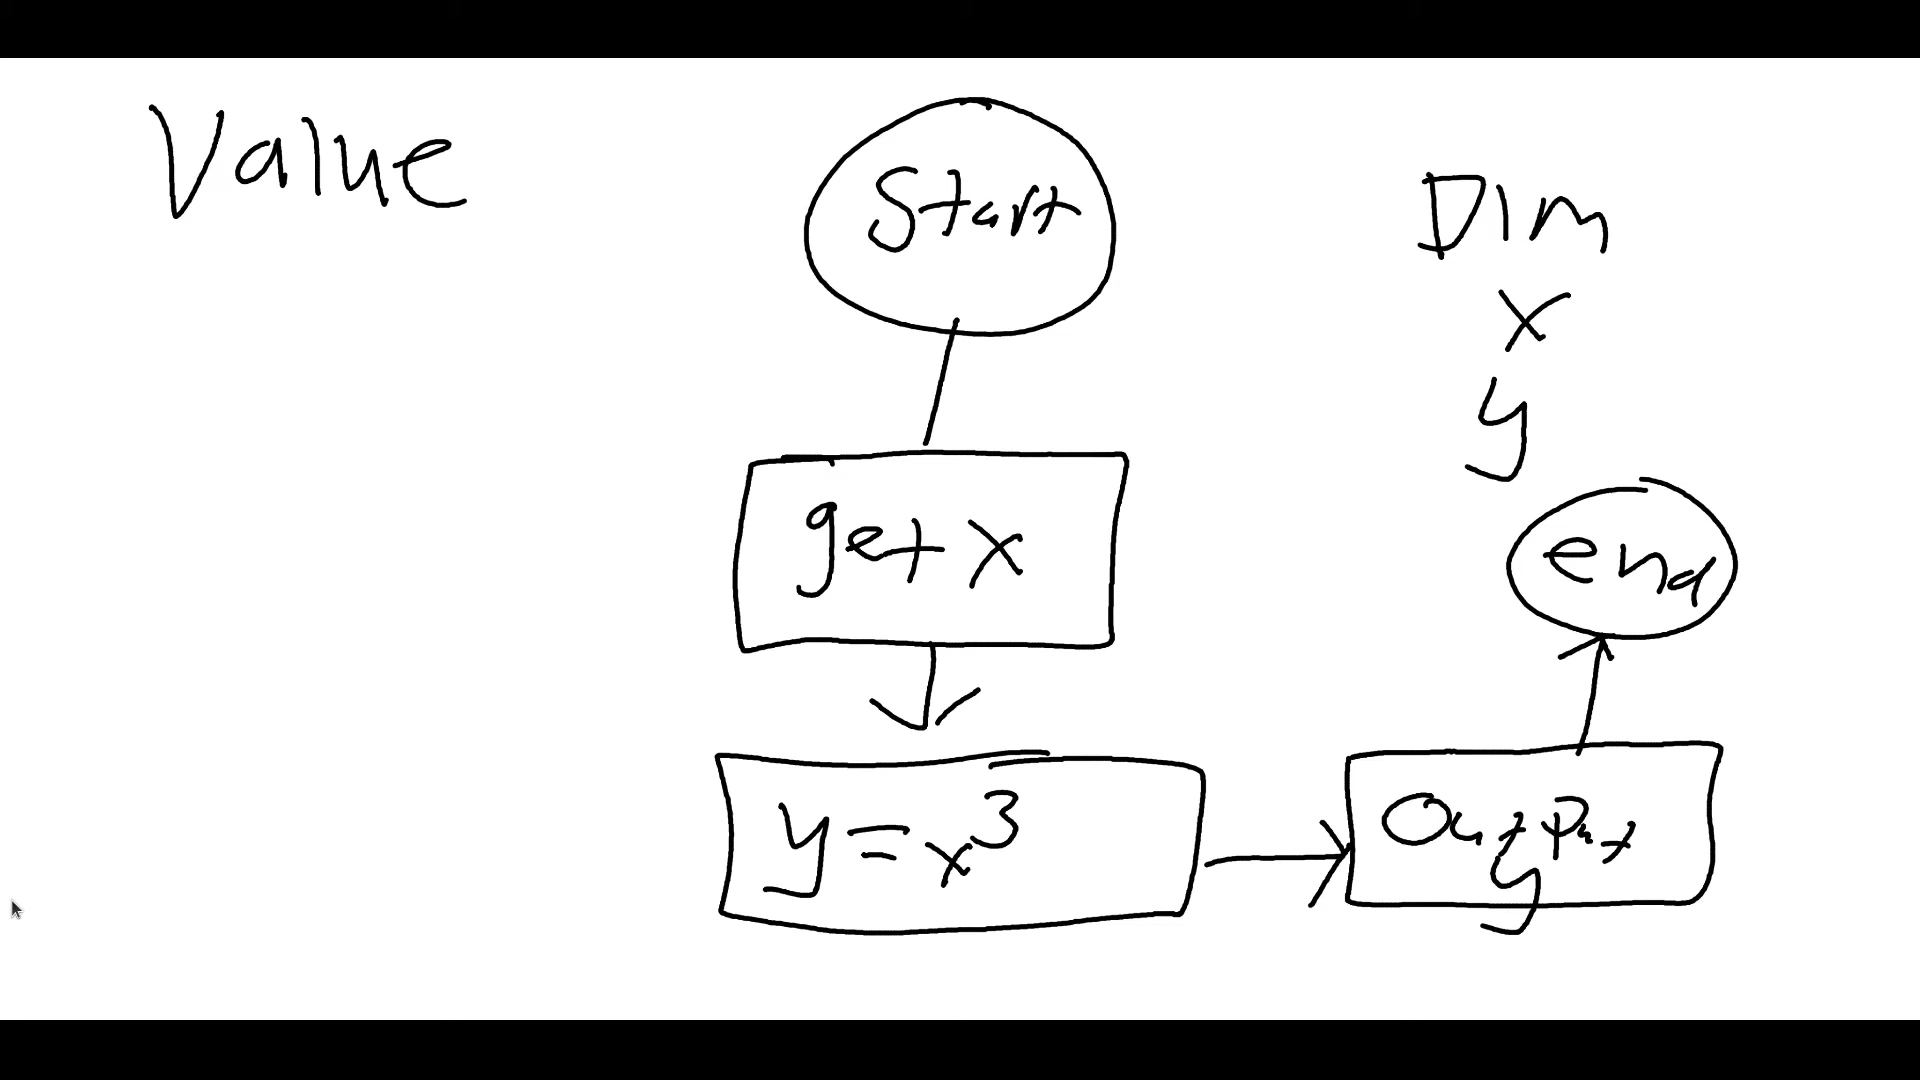 Value
Start
Dim
x
y
get x
end
y = x³
Output
y